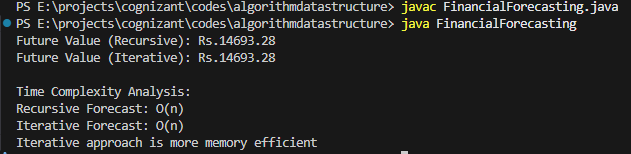 PS E:\projects\cognizant\codes\algorithmdatastructure> javac FinancialForecasting.java
PS E:\projects\cognizant\codes\algorithmdatastructure> java FinancialForecasting
Future Value (Recursive): Rs.14693.28
Future Value (Iterative): Rs.14693.28
Time Complexity Analysis:
Recursive Forecast: O(n)
Iterative Forecast: O(n)
Iterative approach is more memory efficient